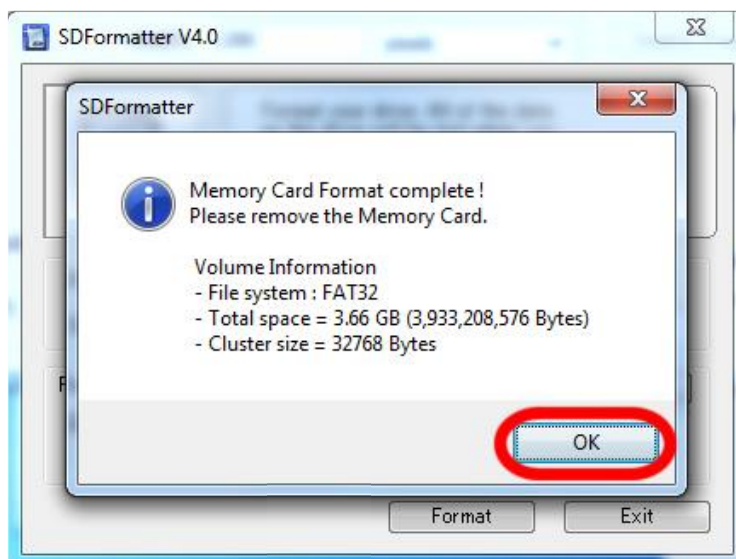 SDFormatter V4.0
SDFormatter
Memory Card Format complete !
Please remove the Memory Card.
Volume Information
- File system : FAT32
- Total space = 3.66 GB (3,933,208,576 Bytes)
- Cluster size = 32768 Bytes
OK
Format
Exit